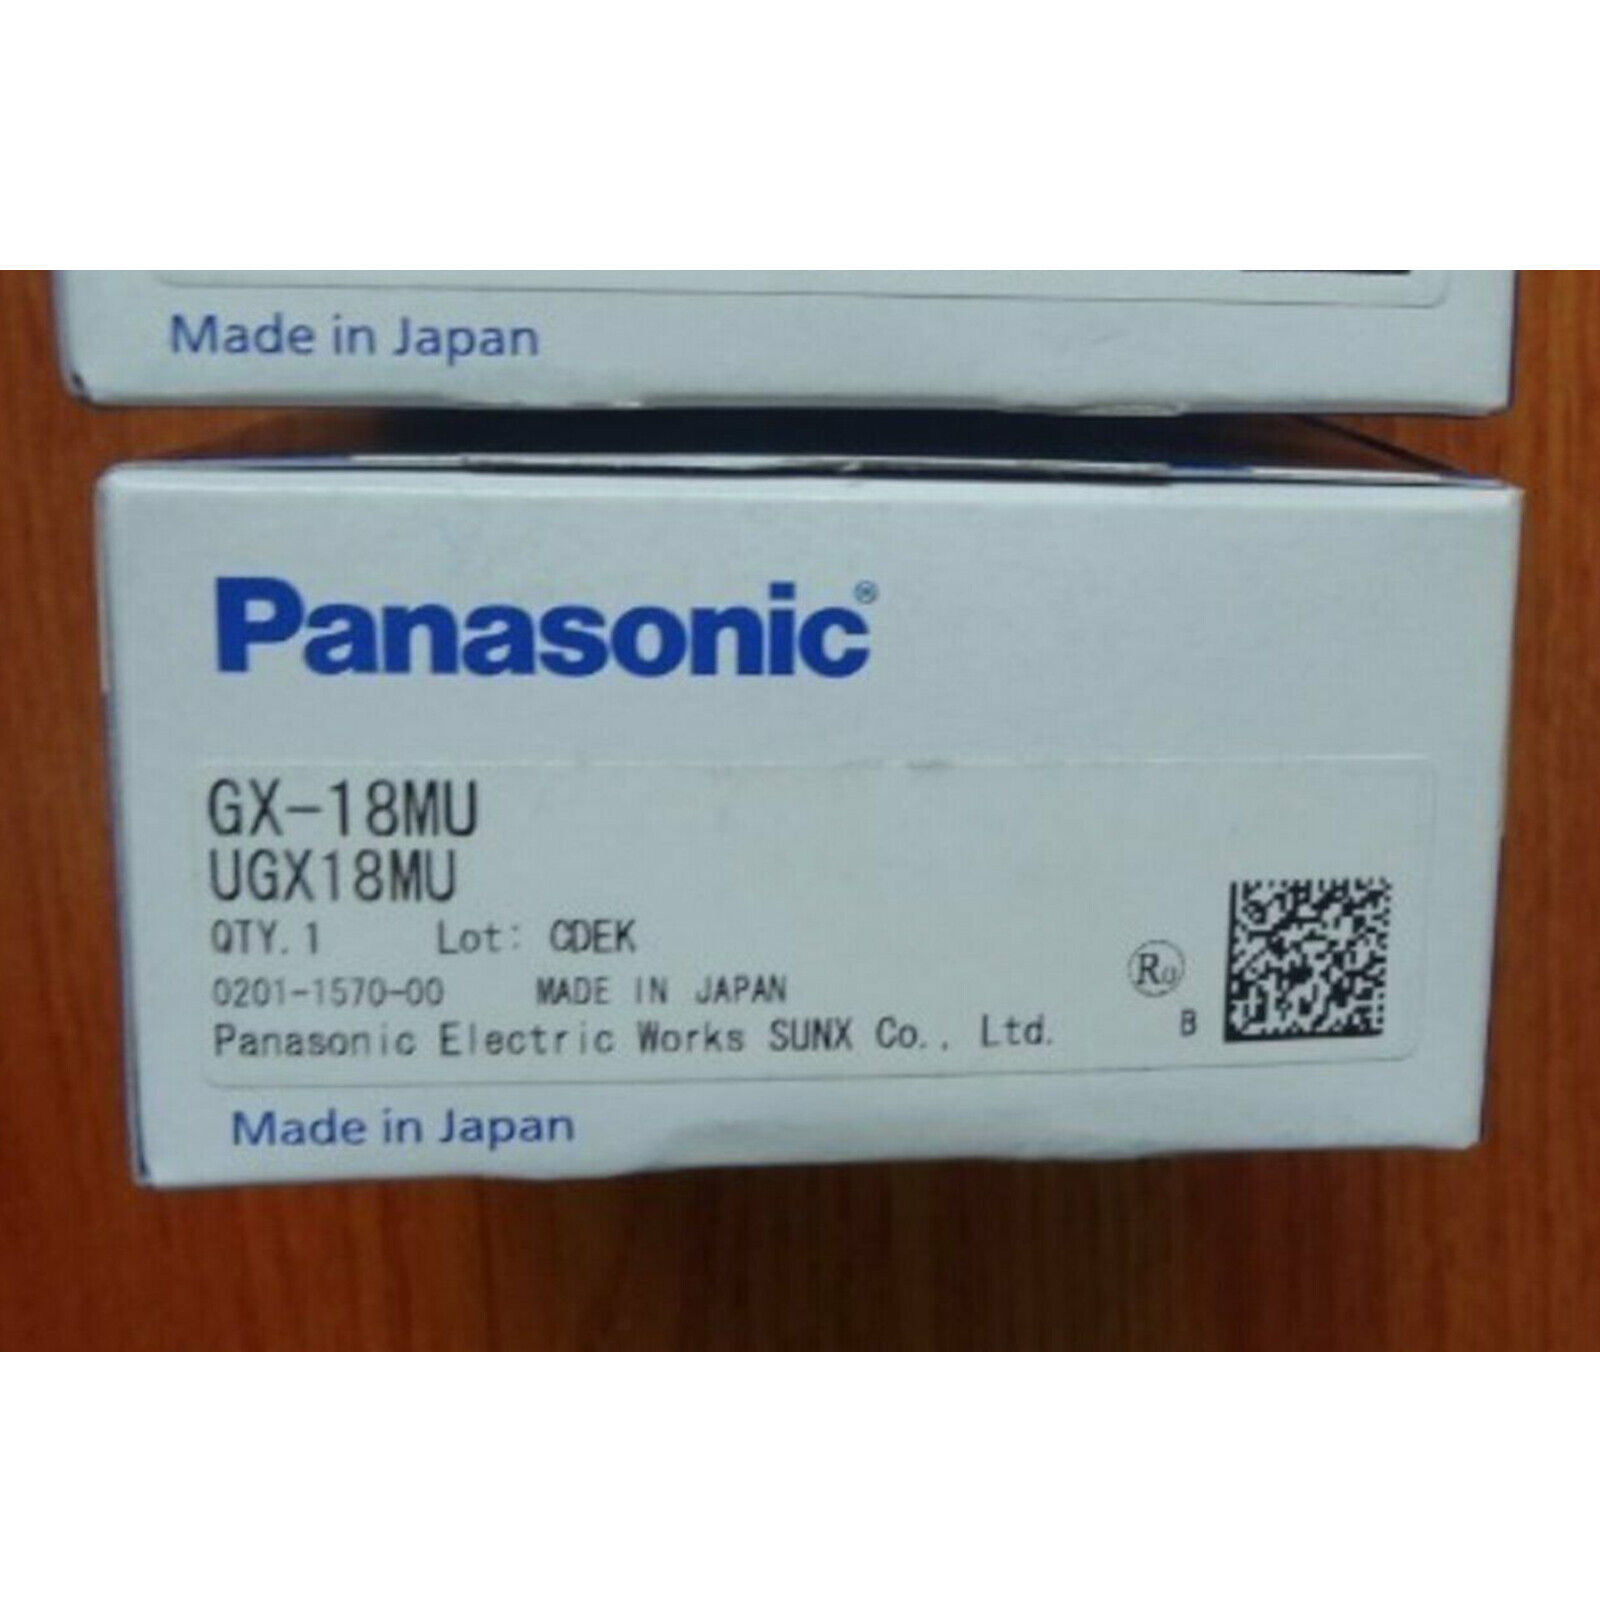 Made in Japan
Panasonic®
GX-18MU
UGX18MU
QTY.1 Lot: CDEK
0201-1570-00 MADE IN JAPAN
Ro
B
Panasonic Electric Works SUNX Co., Ltd.
Made in Japan